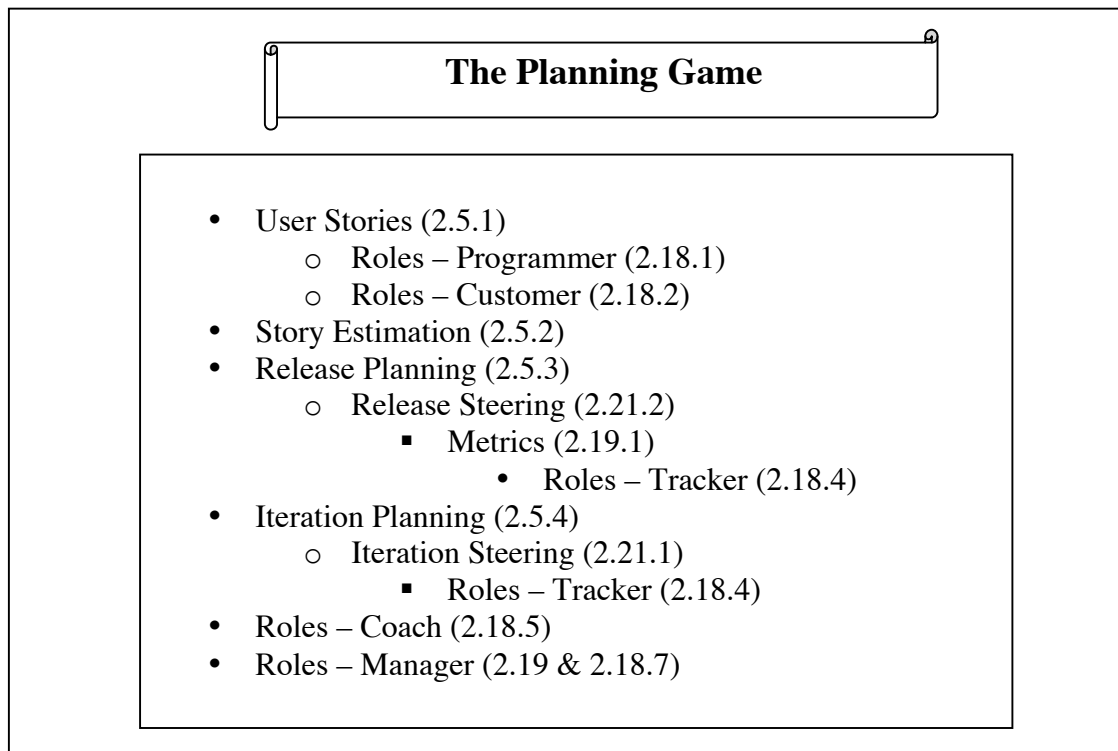 The Planning Game
• User Stories (2.5.1)
o Roles – Programmer (2.18.1)
o Roles – Customer (2.18.2)
• Story Estimation (2.5.2)
• Release Planning (2.5.3)
o Release Steering (2.21.2)
▪ Metrics (2.19.1)
• Roles – Tracker (2.18.4)
• Iteration Planning (2.5.4)
o Iteration Steering (2.21.1)
▪ Roles – Tracker (2.18.4)
• Roles – Coach (2.18.5)
• Roles – Manager (2.19 & 2.18.7)